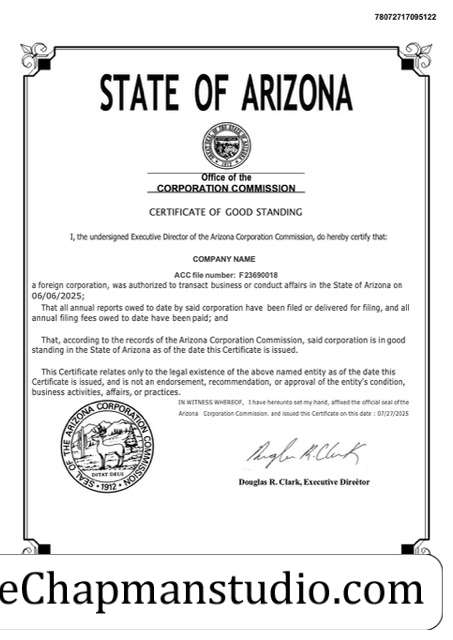 78072717095122
STATE OF ARIZONA
Office of the
CORPORATION COMMISSION
CERTIFICATE OF GOOD STANDING
I, the undersigned Executive Director of the Arizona Corporation Commission, do hereby certify that:
COMPANY NAME
ACC file number: F23690018
a foreign corporation, was authorized to transact business or conduct affairs in the State of Arizona on
06/06/2025;
That all annual reports owed to date by said corporation have been filed or delivered for filing, and all
annual filing fees owed to date have been paid; and
That, according to the records of the Arizona Corporation Commission, said corporation is in good
standing in the State of Arizona as of the date this Certificate is issued.
This Certificate relates only to the legal existence of the above named entity as of the date this
Certificate is issued, and is not an endorsement, recommendation, or approval of the entity's condition,
business activities, affairs, or practices.
IN WITNESS WHEREOF, I have hereunto set my hand, affixed the official seal of the
Arizona Corporation Commission. and issued this Certificate on this : 07/27/2025
SEAL OF THE ARIZONA CORPORATION COMMISSION
DITAT DEUS
1912
Douglas R. Clark
Douglas R. Clark, Executive Director
eChapmanstudio.com